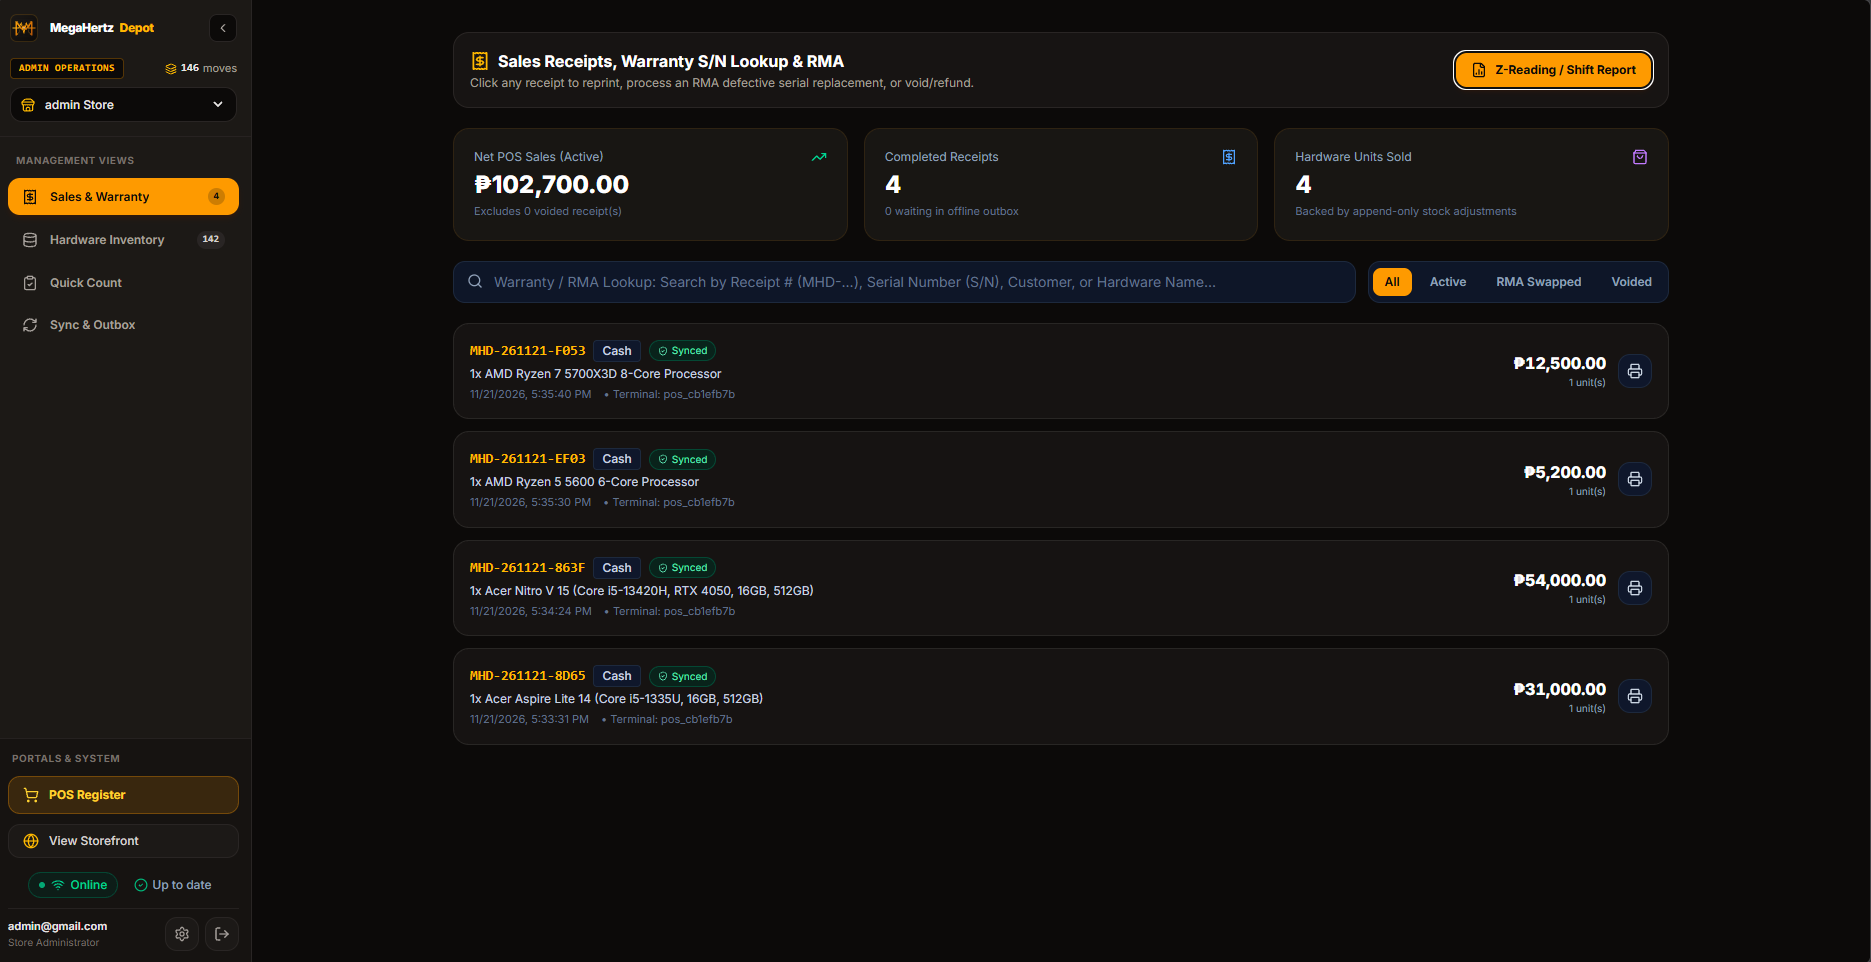 MegaHertz Depot
ADMIN OPERATIONS
146 moves
admin Store
MANAGEMENT VIEWS
Sales & Warranty 4
Hardware Inventory 142
Quick Count
Sync & Outbox
PORTALS & SYSTEM
POS Register
View Storefront
Online
Up to date
admin@gmail.com
Store Administrator
Sales Receipts, Warranty S/N Lookup & RMA
Click any receipt to reprint, process an RMA defective serial replacement, or void/refund.
Z-Reading / Shift Report
Net POS Sales (Active)
₱102,700.00
Excludes 0 voided receipt(s)
Completed Receipts
4
0 waiting in offline outbox
Hardware Units Sold
4
Backed by append-only stock adjustments
Warranty / RMA Lookup: Search by Receipt # (MHD-...), Serial Number (S/N), Customer, or Hardware Name...
All Active RMA Swapped Voided
MHD-261121-F053 Cash Synced
1x AMD Ryzen 7 5700X3D 8-Core Processor
11/21/2026, 5:35:40 PM • Terminal: pos_cb1efb7b
₱12,500.00
1 unit(s)
MHD-261121-EF03 Cash Synced
1x AMD Ryzen 5 5600 6-Core Processor
11/21/2026, 5:35:30 PM • Terminal: pos_cb1efb7b
₱5,200.00
1 unit(s)
MHD-261121-863F Cash Synced
1x Acer Nitro V 15 (Core i5-13420H, RTX 4050, 16GB, 512GB)
11/21/2026, 5:34:24 PM • Terminal: pos_cb1efb7b
₱54,000.00
1 unit(s)
MHD-261121-8D65 Cash Synced
1x Acer Aspire Lite 14 (Core i5-1335U, 16GB, 512GB)
11/21/2026, 5:33:31 PM • Terminal: pos_cb1efb7b
₱31,000.00
1 unit(s)